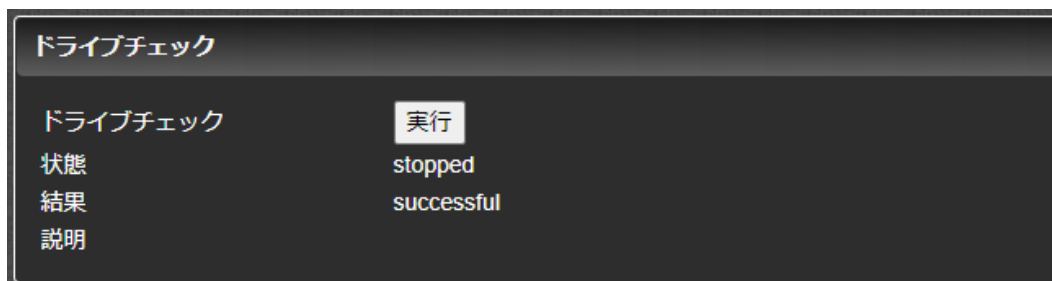 ドライブチェック
ドライブチェック 実行
状態 stopped
結果 successful
説明